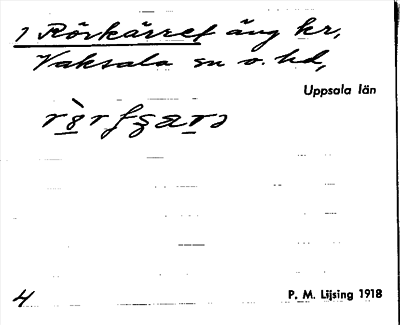 1 Rörkärret äng kr,
Vaksala sn o. hd,
Uppsala län
4
P. M. Lijsing 1918